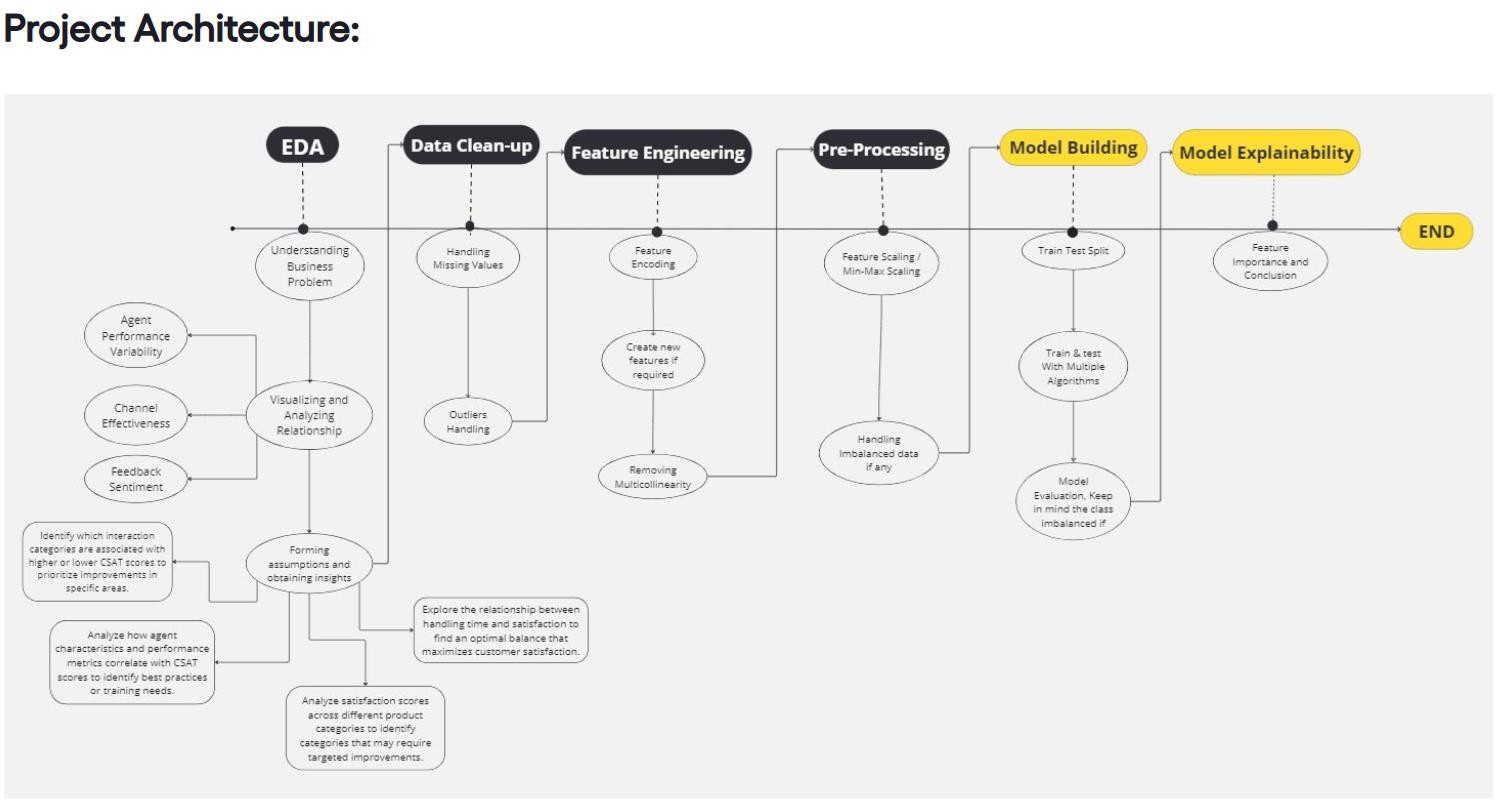 Project Architecture:
EDA
Data Clean-up
Feature Engineering
Pre-Processing
Model Building
Model Explainability
END
Understanding
Business
Problem
Handling
Missing Values
Feature
Encoding
Feature Scaling /
Min-Max Scaling
Train Test Split
Feature
Importance and
Conclusion
Agent
Performance
Variability
Channel
Effectiveness
Feedback
Sentiment
Visualizing and
Analyzing
Relationship
Outliers
Handling
Create new
features if
required
Removing
Multicollinearity
Handling
Imbalanced data
if any
Train & test
With Multiple
Algorithms
Model
Evaluation, Keep
in mind the class
imbalanced if
Forming
assumptions and
obtaining insights
Identify which interaction
categories are associated with
higher or lower CSAT scores to
prioritize improvements in
specific areas.
Analyze how agent
characteristics and performance
metrics correlate with CSAT
scores to identify best practices
or training needs.
Explore the relationship between
handling time and satisfaction to
find an optimal balance that
maximizes customer satisfaction.
Analyze satisfaction scores
across different product
categories to identify
categories that may require
targeted improvements.